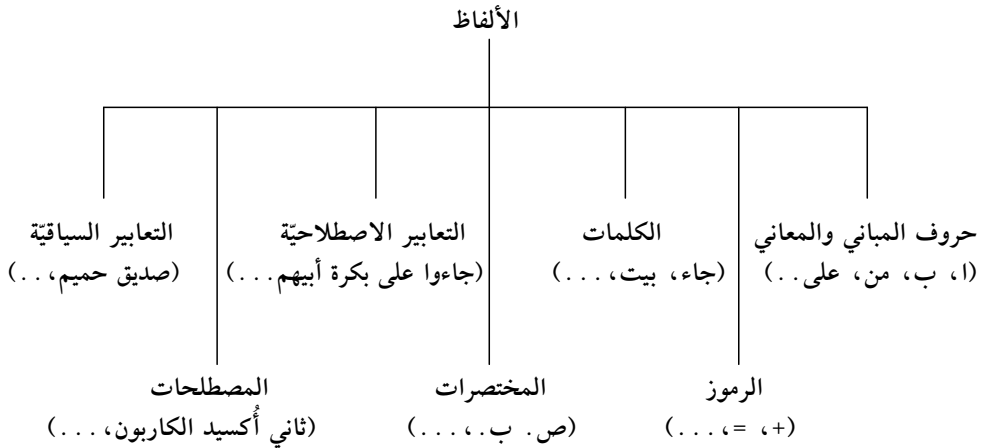 الألفاظ
حروف المباني والمعاني
(ا، ب، من، على. .)
الكلمات
(جاء، بيت،. . .)
التعابير الاصطلاحيّة
(جاءوا على بكرة أبيهم. . .)
التعابير السياقيّة
(صديق حميم،. .)
الرموز
(+، =،. . .)
المختصرات
(ص. ب.،. . .)
المصطلحات
(ثاني أُكسيد الكاربون،. . .)